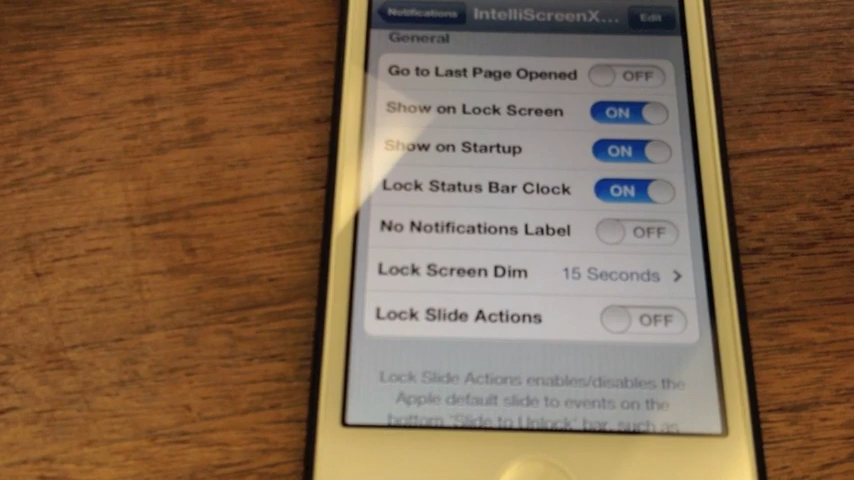 Notifications IntelliScreenX... Edit
General
Go to Last Page Opened OFF
Show on Lock Screen ON
Show on Startup ON
Lock Status Bar Clock ON
No Notifications Label OFF
Lock Screen Dim 15 Seconds >
Lock Slide Actions OFF
Lock Slide Actions enables/disables the
Apple default slide to events on the
bottom 'Slide to Unlock' bar, such as